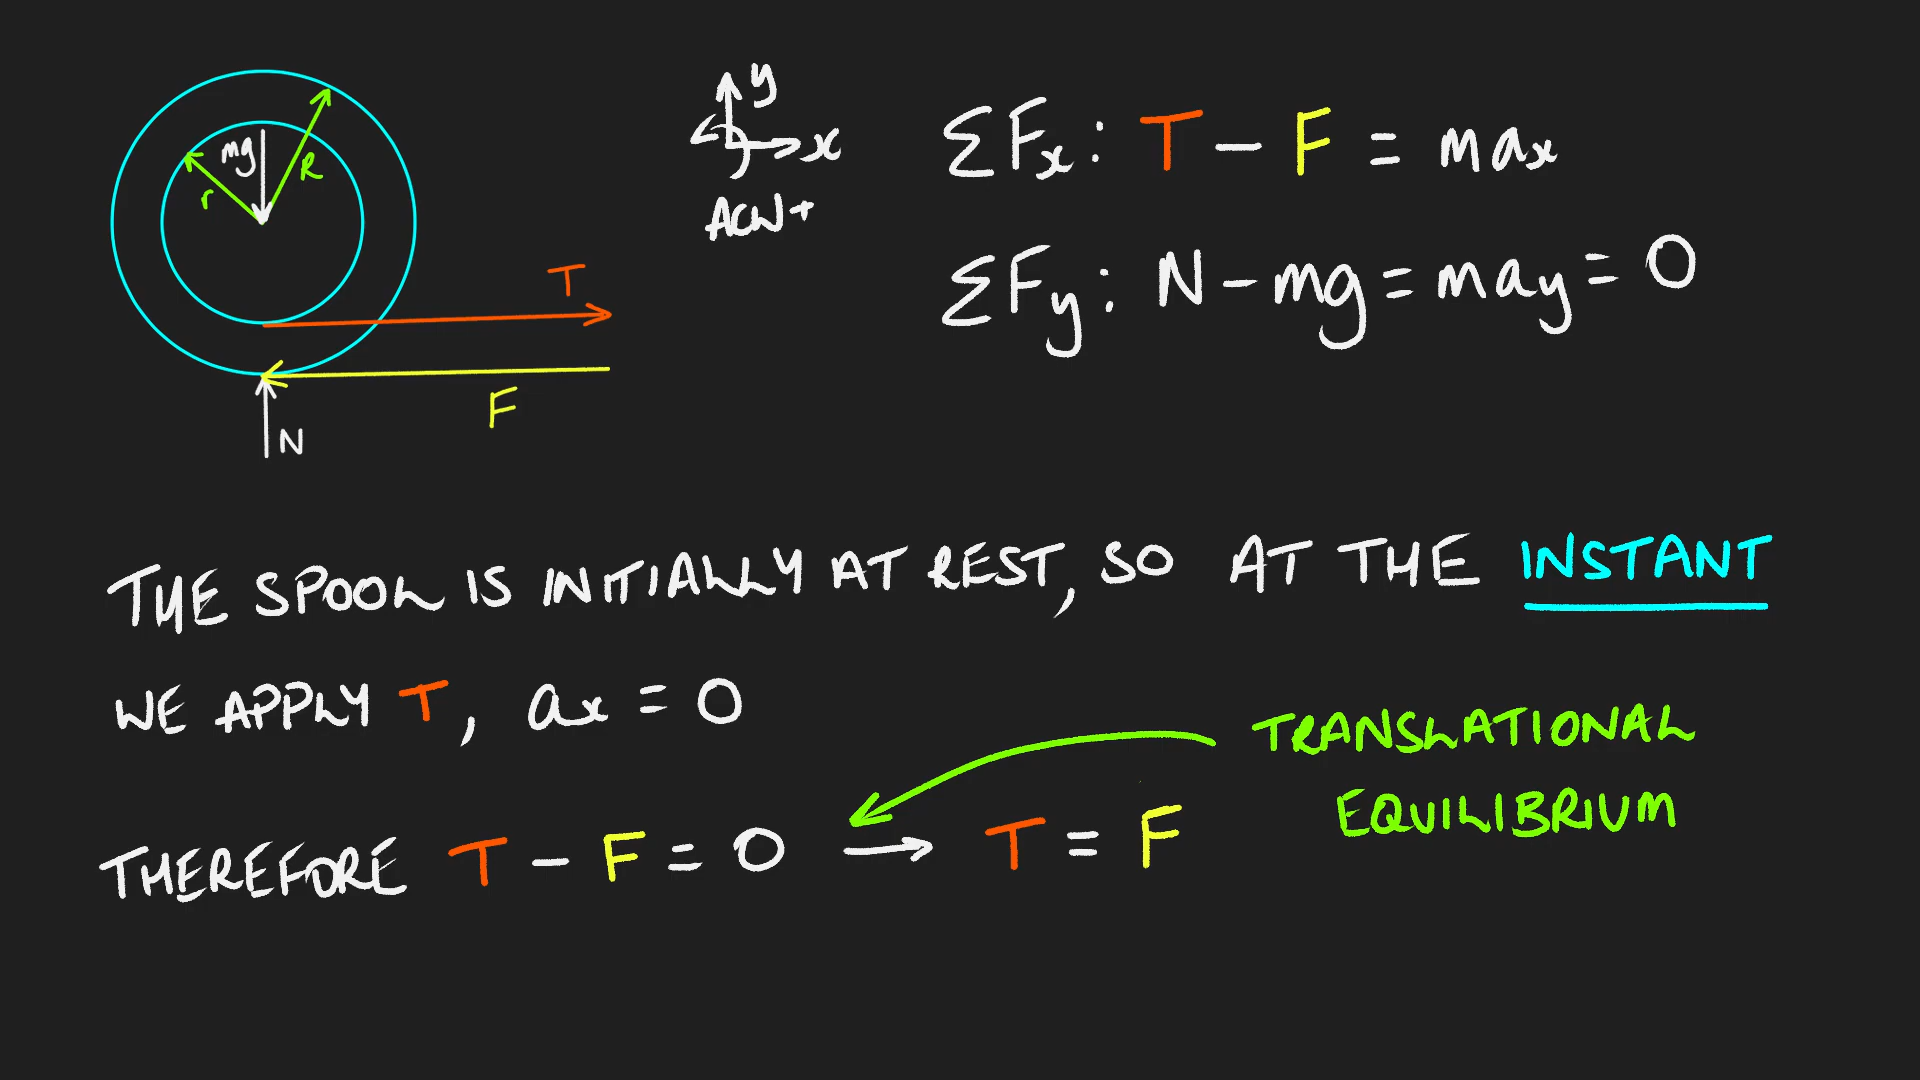 mg
r
R
T
F
N
y
x
ACW+
ΣFx: T - F = max
ΣFy: N - mg = may = 0
THE SPOOL IS INITIALLY AT REST, SO AT THE INSTANT
WE APPLY T, ax = 0
TRANSLATIONAL
EQUILIBRIUM
THEREFORE T - F = 0 → T = F